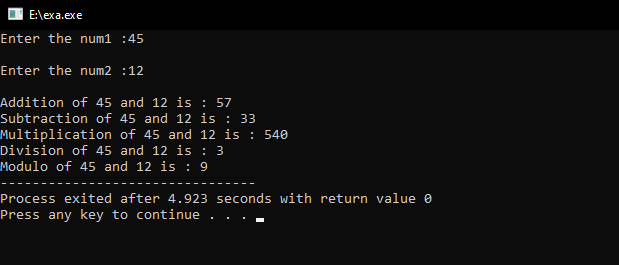 E:\exa.exe
Enter the num1 :45
Enter the num2 :12
Addition of 45 and 12 is : 57
Subtraction of 45 and 12 is : 33
Multiplication of 45 and 12 is : 540
Division of 45 and 12 is : 3
Modulo of 45 and 12 is : 9
--------------------------------
Process exited after 4.923 seconds with return value 0
Press any key to continue . . .